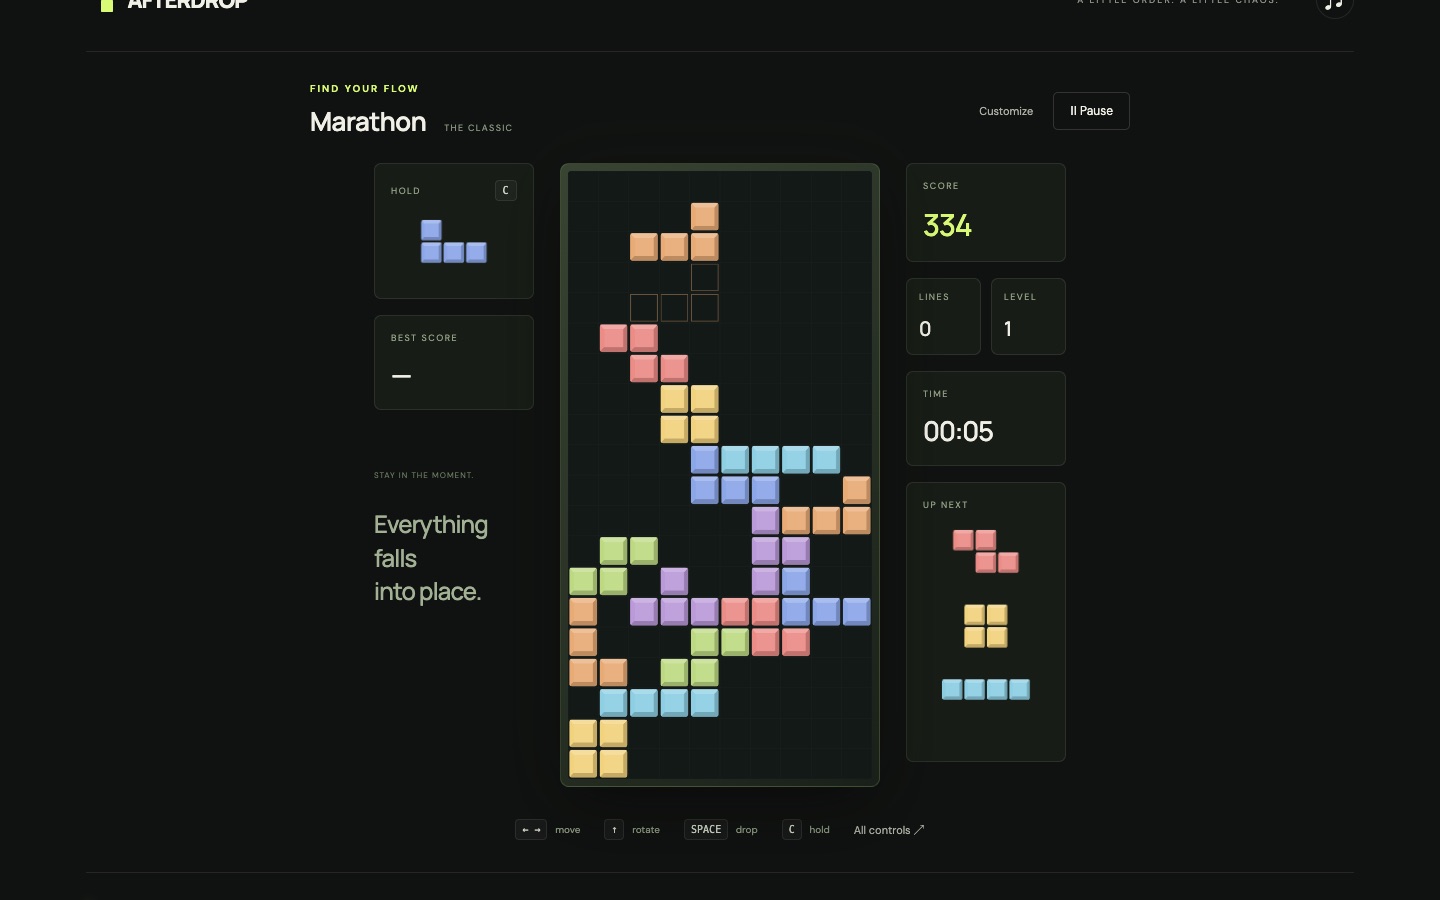 AFTERDROP
A LITTLE ORDER. A LITTLE CHAOS.
FIND YOUR FLOW
Marathon THE CLASSIC
Customize
II Pause
HOLD C
BEST SCORE
—
STAY IN THE MOMENT.
Everything
falls
into place.
SCORE
334
LINES
0
LEVEL
1
TIME
00:05
UP NEXT
← → move ↑ rotate SPACE drop C hold All controls ↗